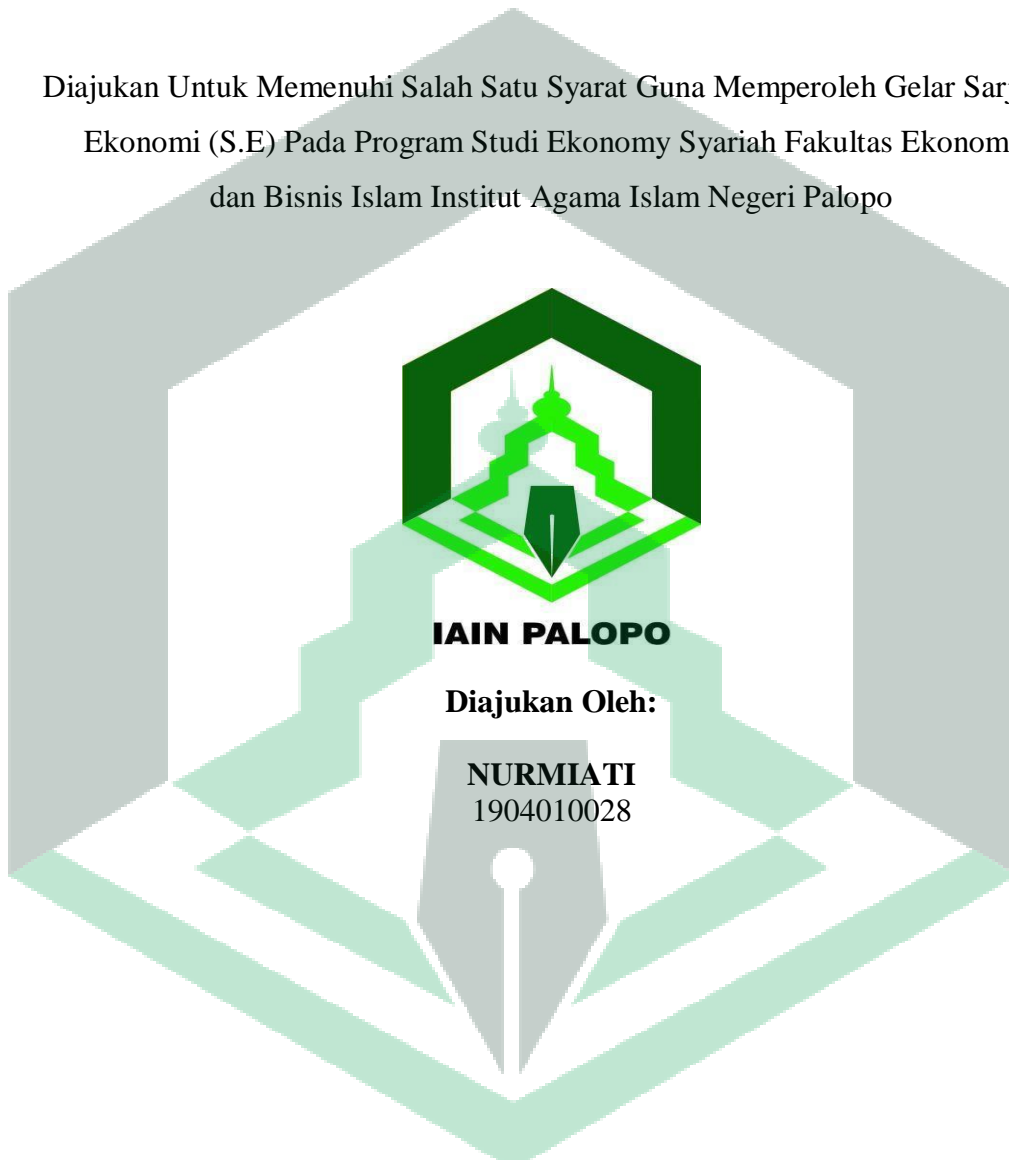 Diajukan Untuk Memenuhi Salah Satu Syarat Guna Memperoleh Gelar Sarj
Ekonomi (S.E) Pada Program Studi Ekonomy Syariah Fakultas Ekonom
dan Bisnis Islam Institut Agama Islam Negeri Palopo
IAIN PALOPO
Diajukan Oleh:
NURMIATI
1904010028